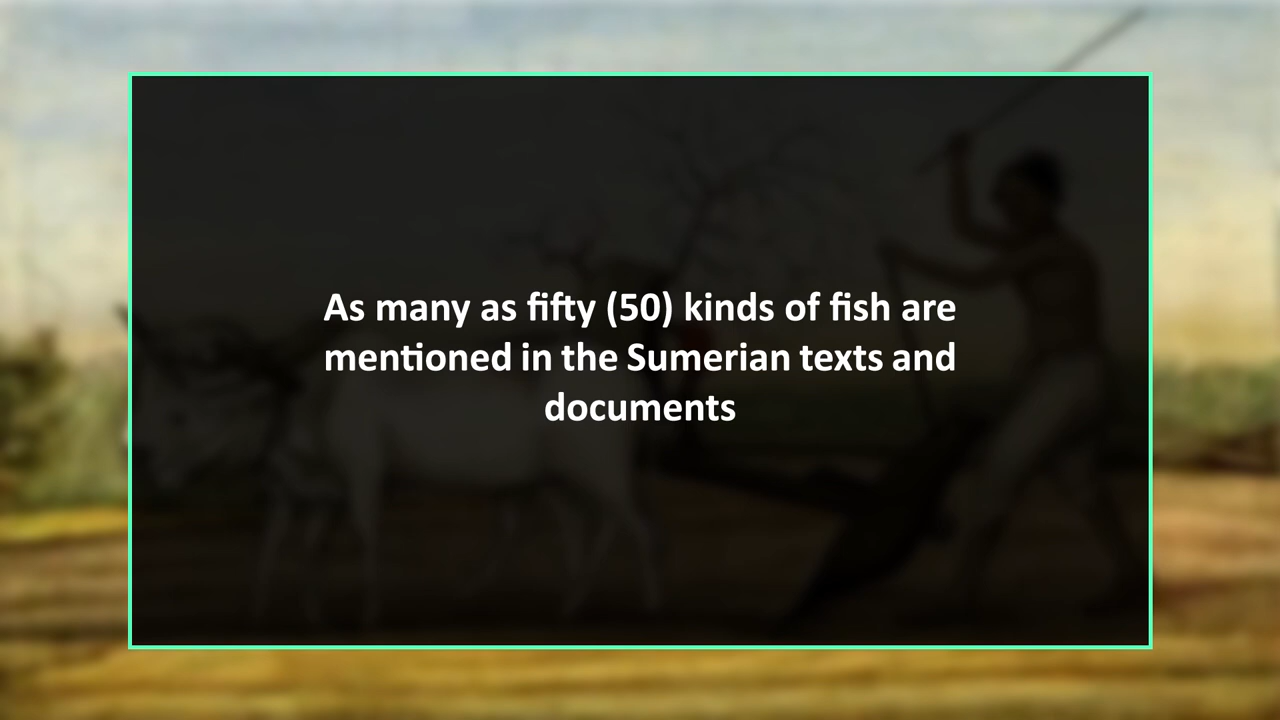 As many as fifty (50) kinds of fish are
mentioned in the Sumerian texts and
documents